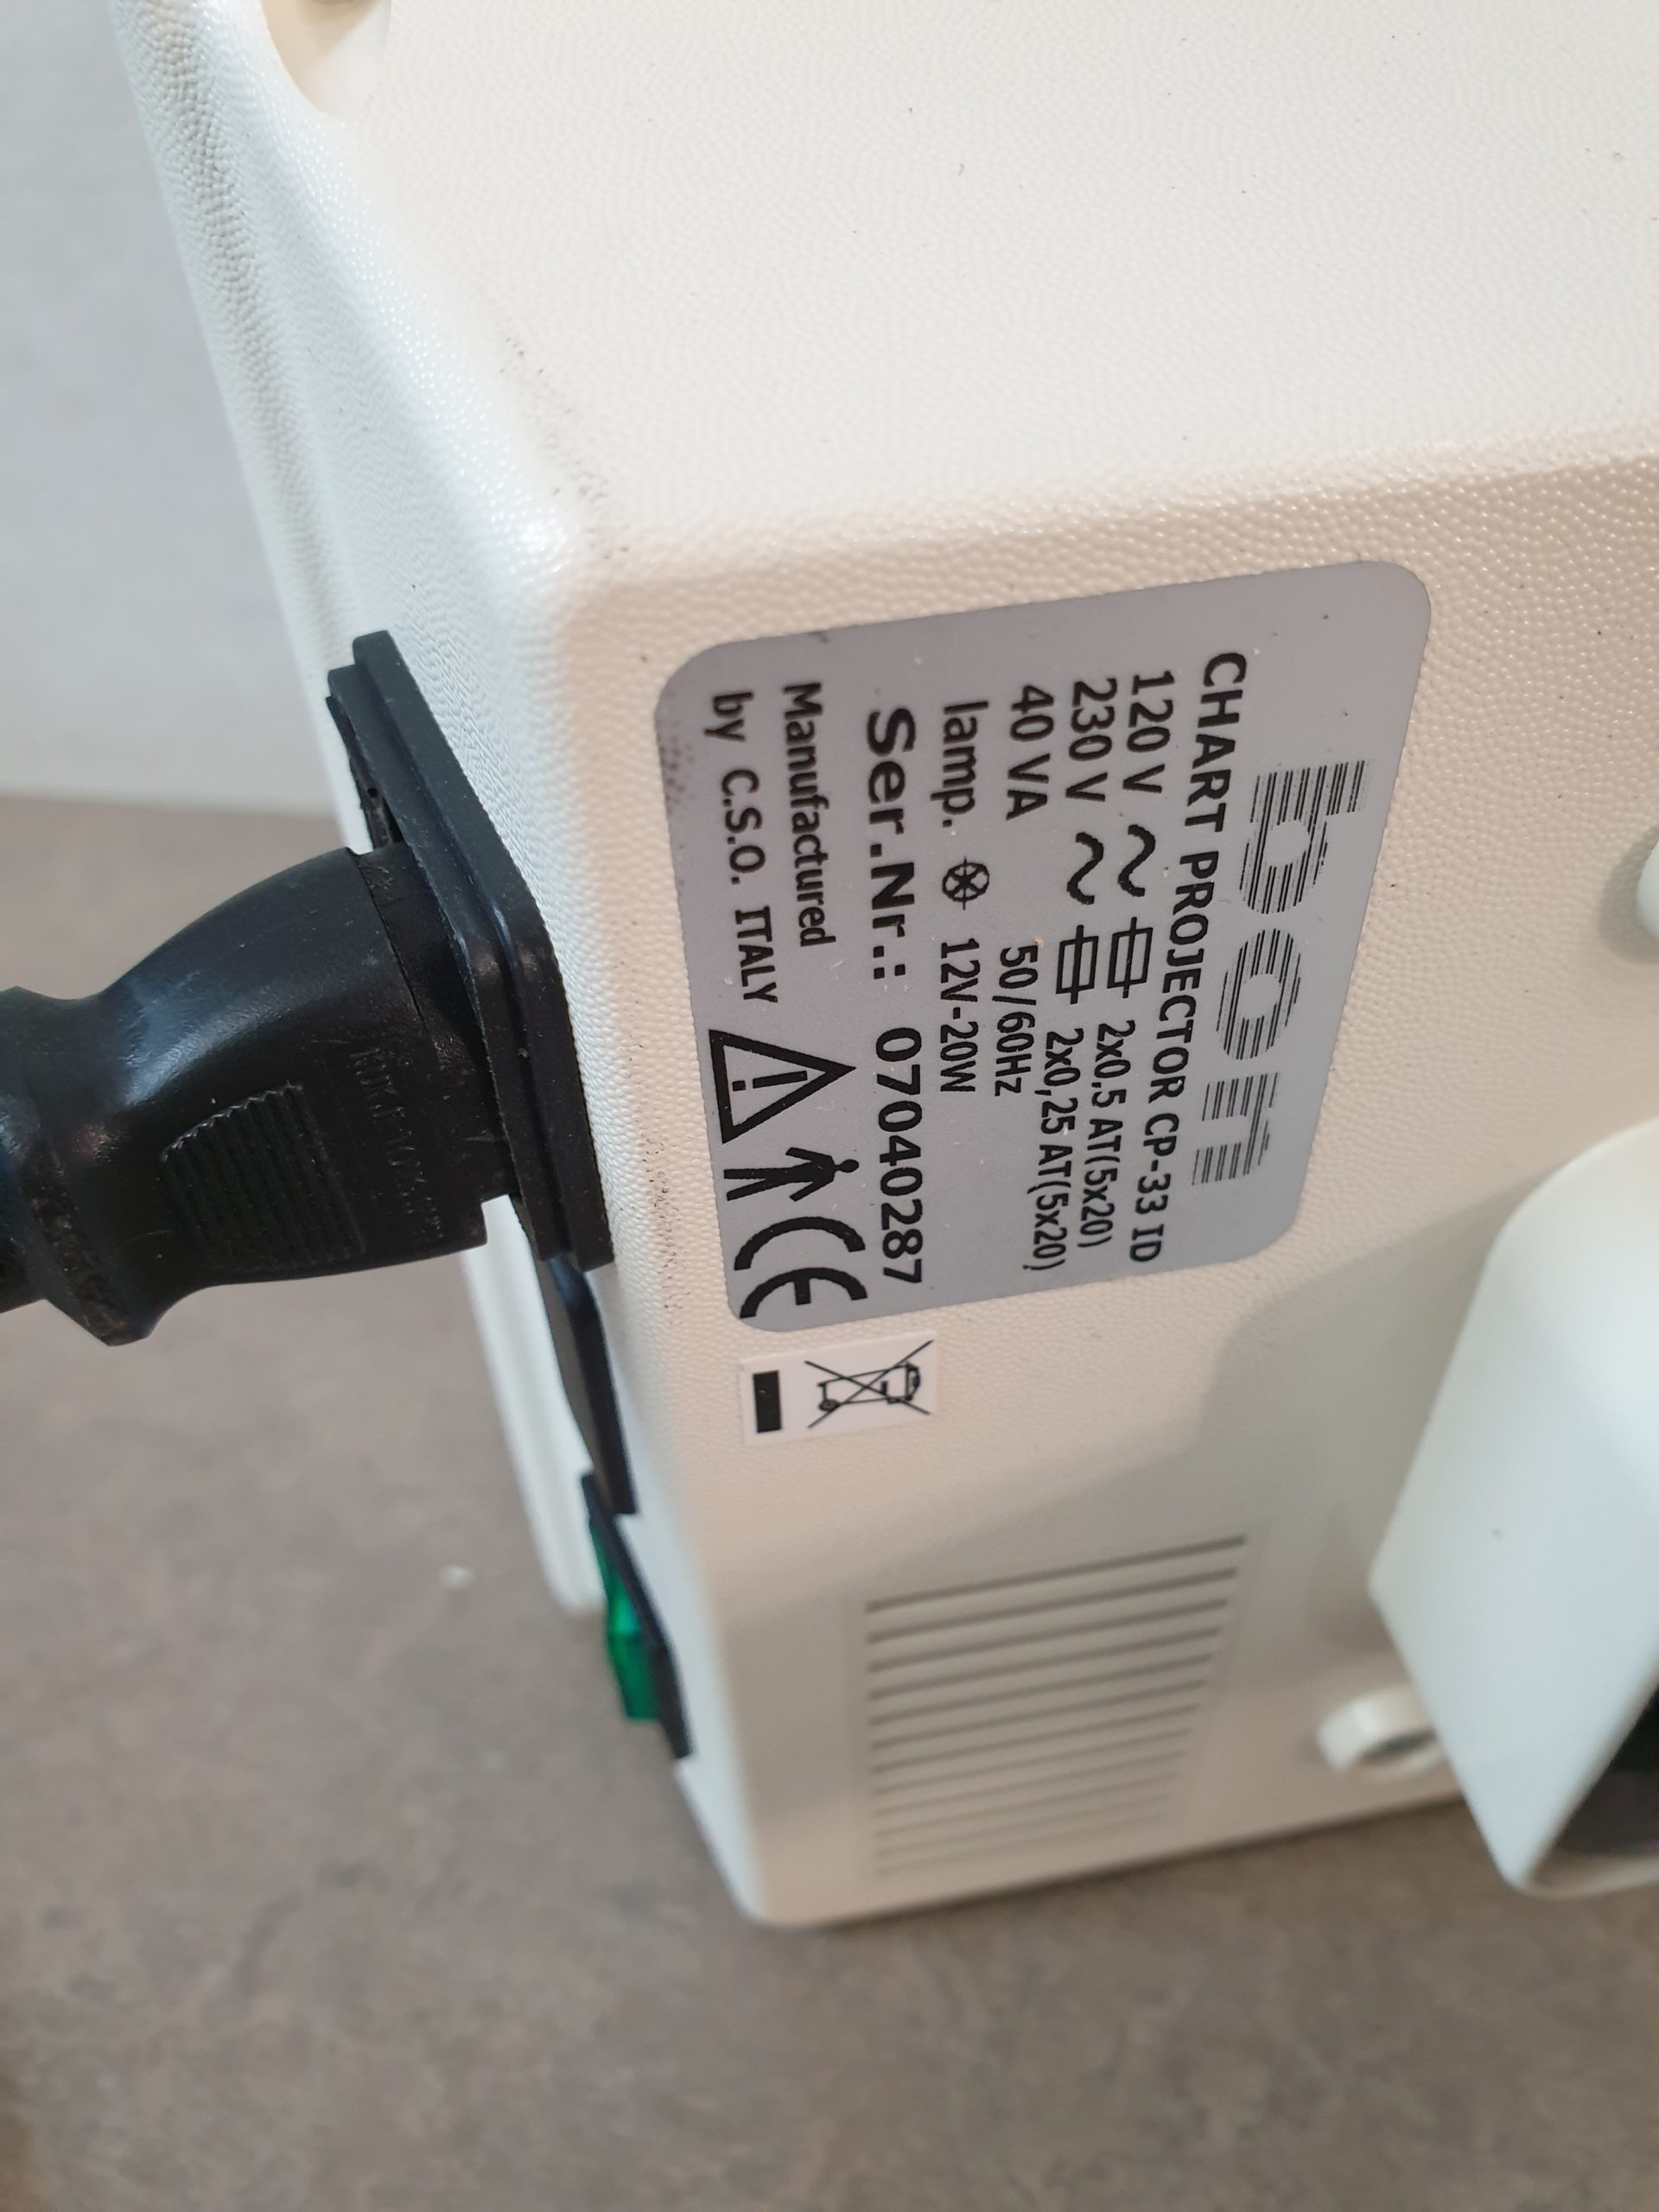 bon
CHART PROJECTOR CP-33 ID
120 V ∿ 2x0,5 AT(5x20)
230 V ∿ 2x0,25 AT(5x20)
40 VA 50/60Hz
lamp. 12V-20W
Ser.Nr.: 07040287
Manufactured
by C.S.O. ITALY
CE